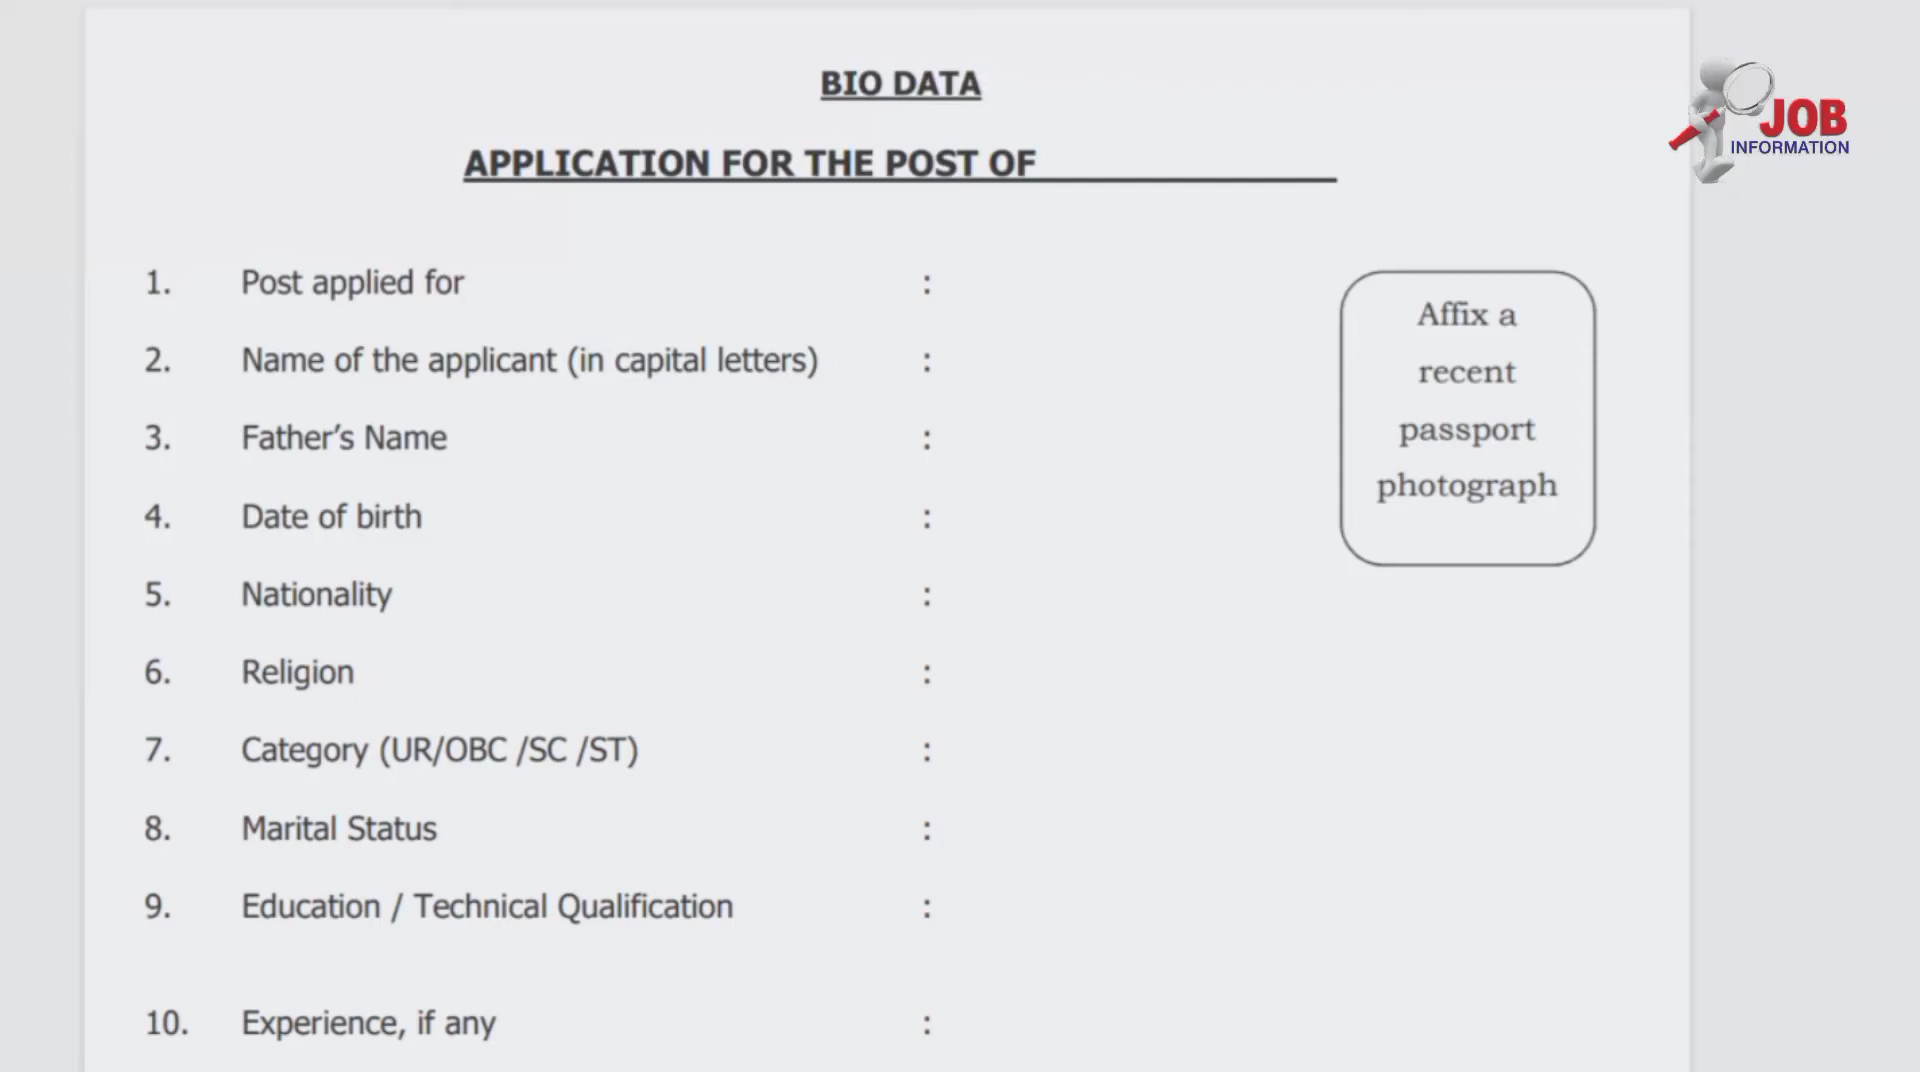 BIO DATA
APPLICATION FOR THE POST OF
JOB
INFORMATION
1. Post applied for :
2. Name of the applicant (in capital letters) :
3. Father’s Name :
4. Date of birth :
5. Nationality :
6. Religion :
7. Category (UR/OBC /SC /ST) :
8. Marital Status :
9. Education / Technical Qualification :
10. Experience, if any :
Affix a
recent
passport
photograph